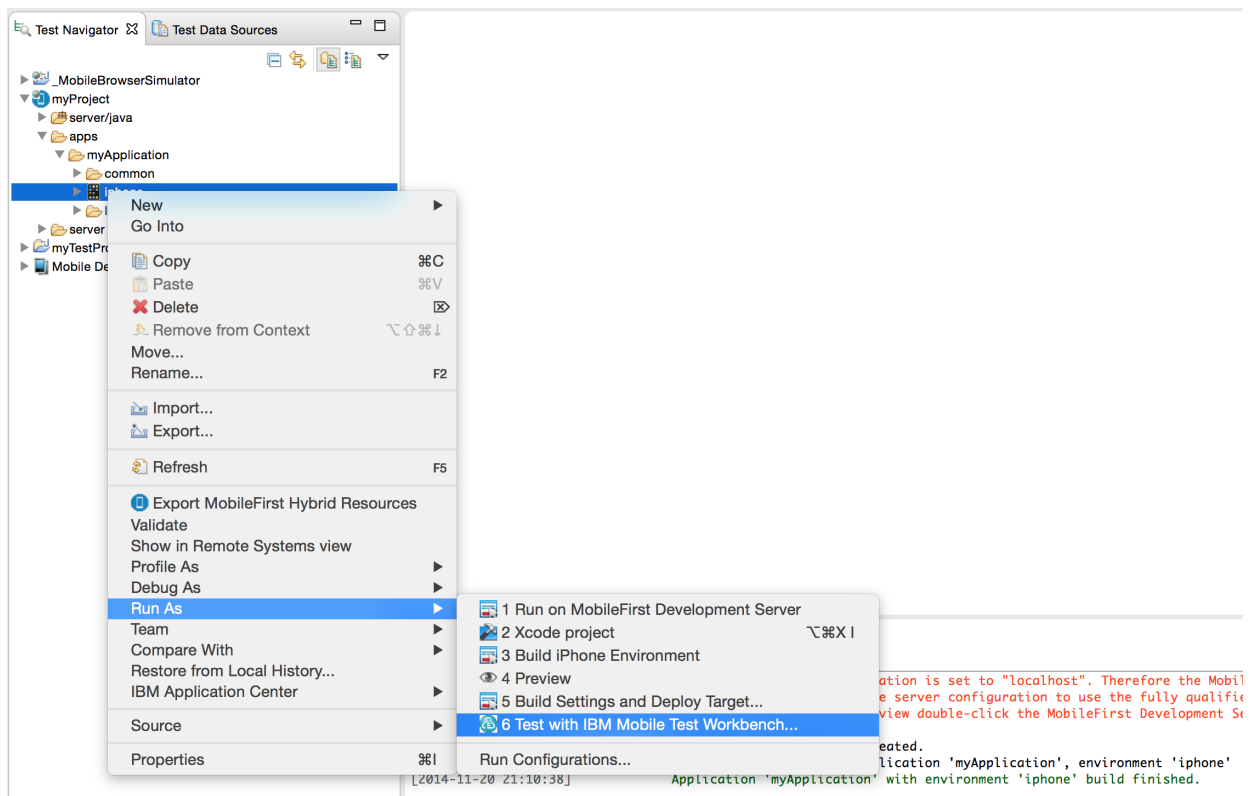 Test Navigator
Test Data Sources
_MobileBrowserSimulator
myProject
server/java
apps
myApplication
common
iphone
server
myTestPro
Mobile De
New
Go Into
Copy ⌘C
Paste ⌘V
Delete ⌦
Remove from Context ⌥⇧⌘↓
Move...
Rename... F2
Import...
Export...
Refresh F5
Export MobileFirst Hybrid Resources
Validate
Show in Remote Systems view
Profile As
Debug As
Run As
Team
Compare With
Restore from Local History...
IBM Application Center
Source
Properties ⌘I
1 Run on MobileFirst Development Server
2 Xcode project ⌥⌘X I
3 Build iPhone Environment
4 Preview
5 Build Settings and Deploy Target...
6 Test with IBM Mobile Test Workbench...
Run Configurations...
ation is set to "localhost". Therefore the Mobil
e server configuration to use the fully qualifie
view double-click the MobileFirst Development Se
eated.
lication 'myApplication', environment 'iphone'
[2014-11-20 21:10:38] Application 'myApplication' with environment 'iphone' build finished.